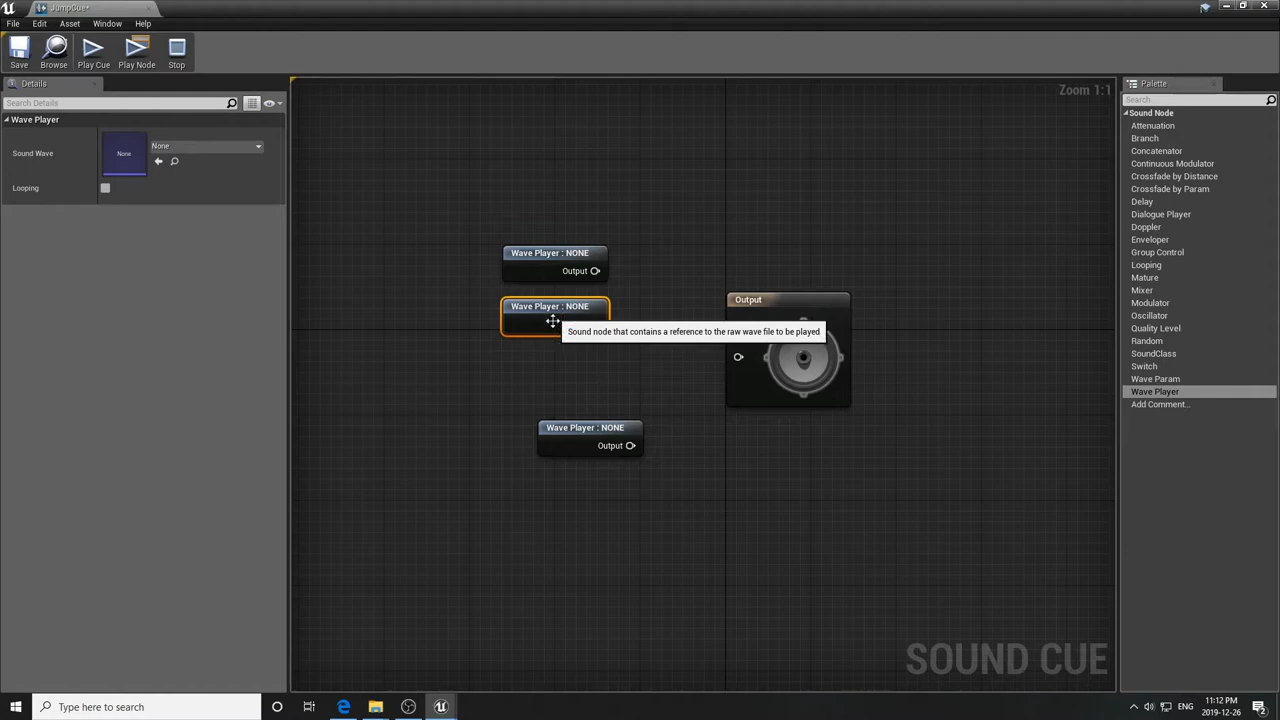 JumpCue*
File Edit Asset Window Help
Save Browse Play Cue Play Node Stop
Details
Search Details
Wave Player
Sound Wave
None
None
Looping
Zoom 1:1
Wave Player : NONE
Output
Wave Player : NONE
Sound node that contains a reference to the raw wave file to be played
Output
Wave Player : NONE
Output
SOUND CUE
Palette
Search
Sound Node
Attenuation
Branch
Concatenator
Continuous Modulator
Crossfade by Distance
Crossfade by Param
Delay
Dialogue Player
Doppler
Enveloper
Group Control
Looping
Mature
Mixer
Modulator
Oscillator
Quality Level
Random
SoundClass
Switch
Wave Param
Wave Player
Add Comment...
Type here to search
ENG
11:12 PM
2019-12-26
2